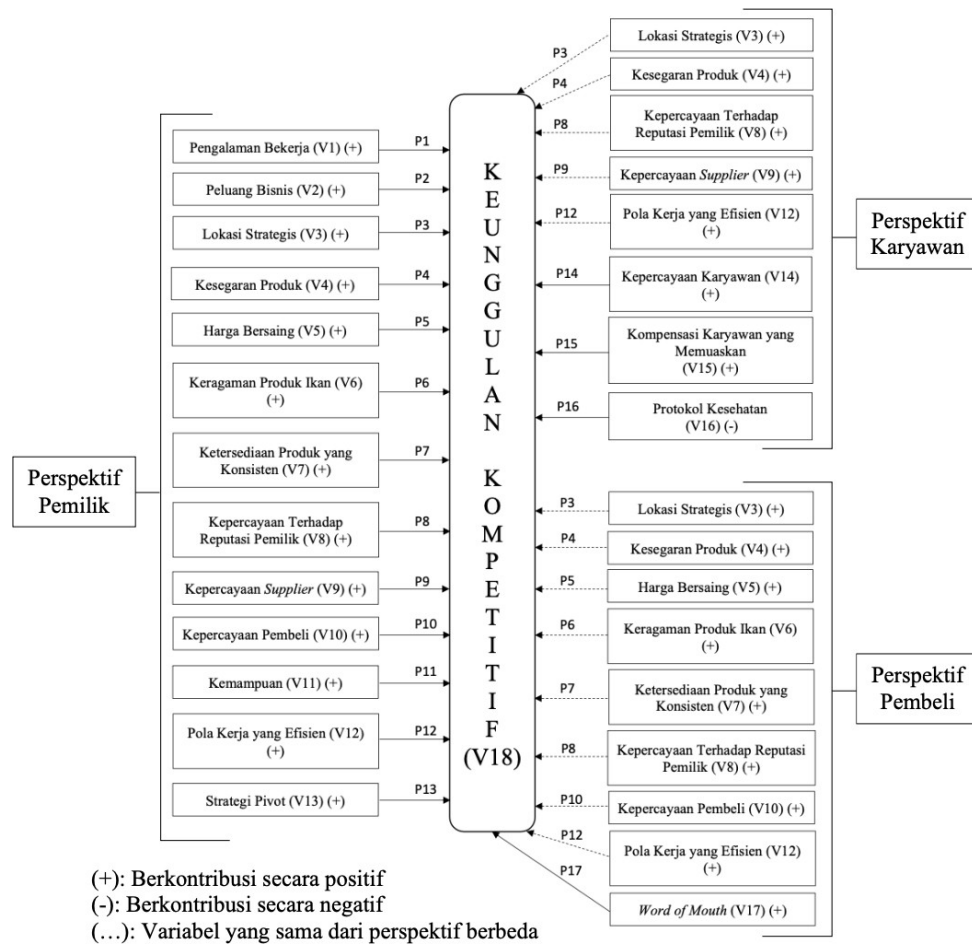 Perspektif
Pemilik
Pengalaman Bekerja (V1) (+)
P1
Peluang Bisnis (V2) (+)
P2
Lokasi Strategis (V3) (+)
P3
Kesegaran Produk (V4) (+)
P4
Harga Bersaing (V5) (+)
P5
Keragaman Produk Ikan (V6)
(+)
P6
Ketersediaan Produk yang
Konsisten (V7) (+)
P7
Kepercayaan Terhadap
Reputasi Pemilik (V8) (+)
P8
Kepercayaan Supplier (V9) (+)
P9
Kepercayaan Pembeli (V10) (+)
P10
Kemampuan (V11) (+)
P11
Pola Kerja yang Efisien (V12)
(+)
P12
Strategi Pivot (V13) (+)
P13
K
E
U
N
G
G
U
L
A
N
K
O
M
P
E
T
I
T
I
F
(V18)
P3
Lokasi Strategis (V3) (+)
P4
Kesegaran Produk (V4) (+)
P8
Kepercayaan Terhadap
Reputasi Pemilik (V8) (+)
P9
Kepercayaan Supplier (V9) (+)
P12
Pola Kerja yang Efisien (V12)
(+)
P14
Kepercayaan Karyawan (V14)
(+)
P15
Kompensasi Karyawan yang
Memuaskan
(V15) (+)
P16
Protokol Kesehatan
(V16) (-)
Perspektif
Karyawan
P3
Lokasi Strategis (V3) (+)
P4
Kesegaran Produk (V4) (+)
P5
Harga Bersaing (V5) (+)
P6
Keragaman Produk Ikan (V6)
(+)
P7
Ketersediaan Produk yang
Konsisten (V7) (+)
P8
Kepercayaan Terhadap Reputasi
Pemilik (V8) (+)
P10
Kepercayaan Pembeli (V10) (+)
P12
Pola Kerja yang Efisien (V12)
(+)
P17
Word of Mouth (V17) (+)
Perspektif
Pembeli
(+): Berkontribusi secara positif
(-): Berkontribusi secara negatif
(…): Variabel yang sama dari perspektif berbeda